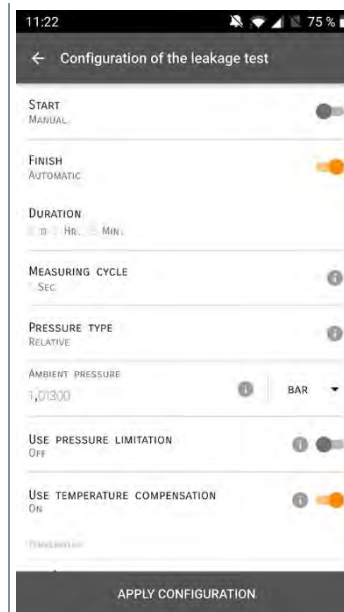 11:22 75 %
Configuration of the leakage test
START
MANUAL
FINISH
AUTOMATIC
DURATION
D HR. MIN.
MEASURING CYCLE
SEC
PRESSURE TYPE
RELATIVE
AMBIENT PRESSURE
1,01300 BAR
USE PRESSURE LIMITATION
OFF
USE TEMPERATURE COMPENSATION
ON
APPLY CONFIGURATION